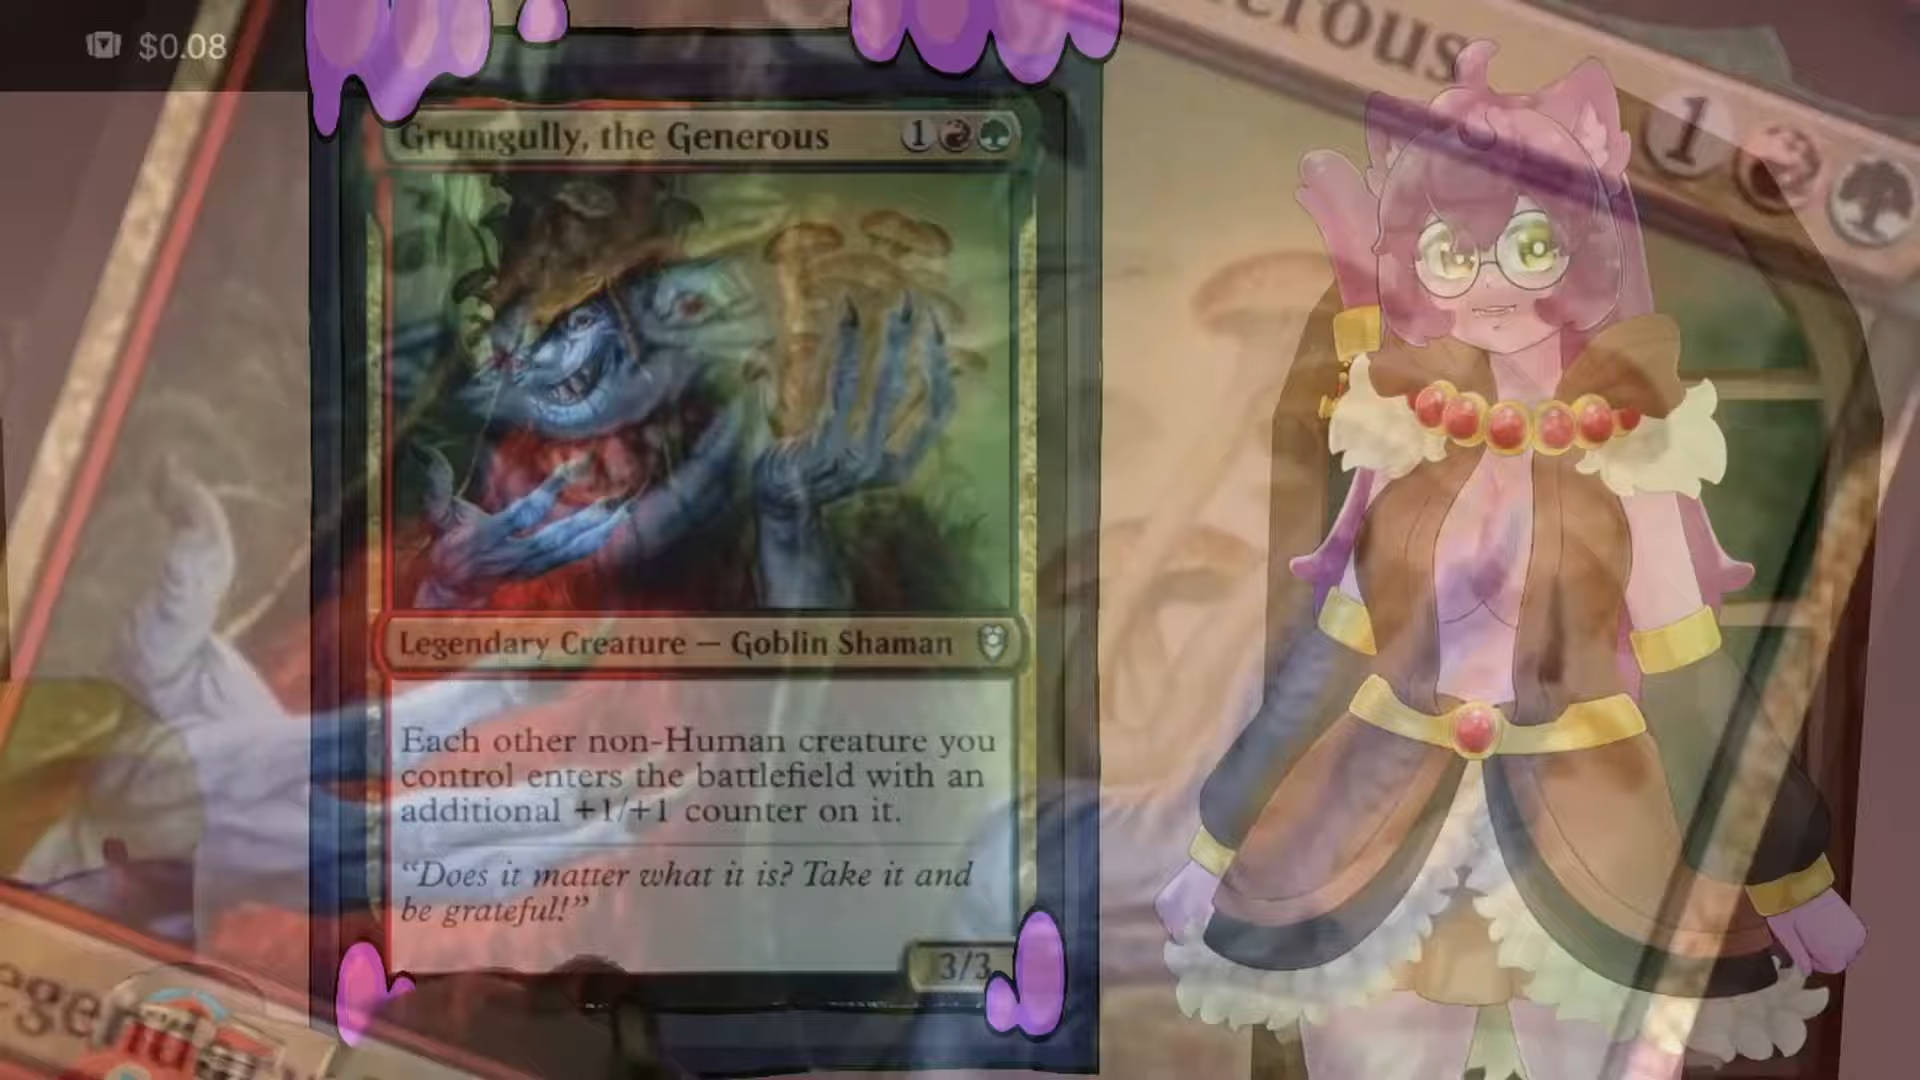 $0.08
erous
1
Grumgully, the Generous 1
Legendary Creature — Goblin Shaman
Each other non-Human creature you
control enters the battlefield with an
additional +1/+1 counter on it.
“Does it matter what it is? Take it and
be grateful!”
3/3
egendary